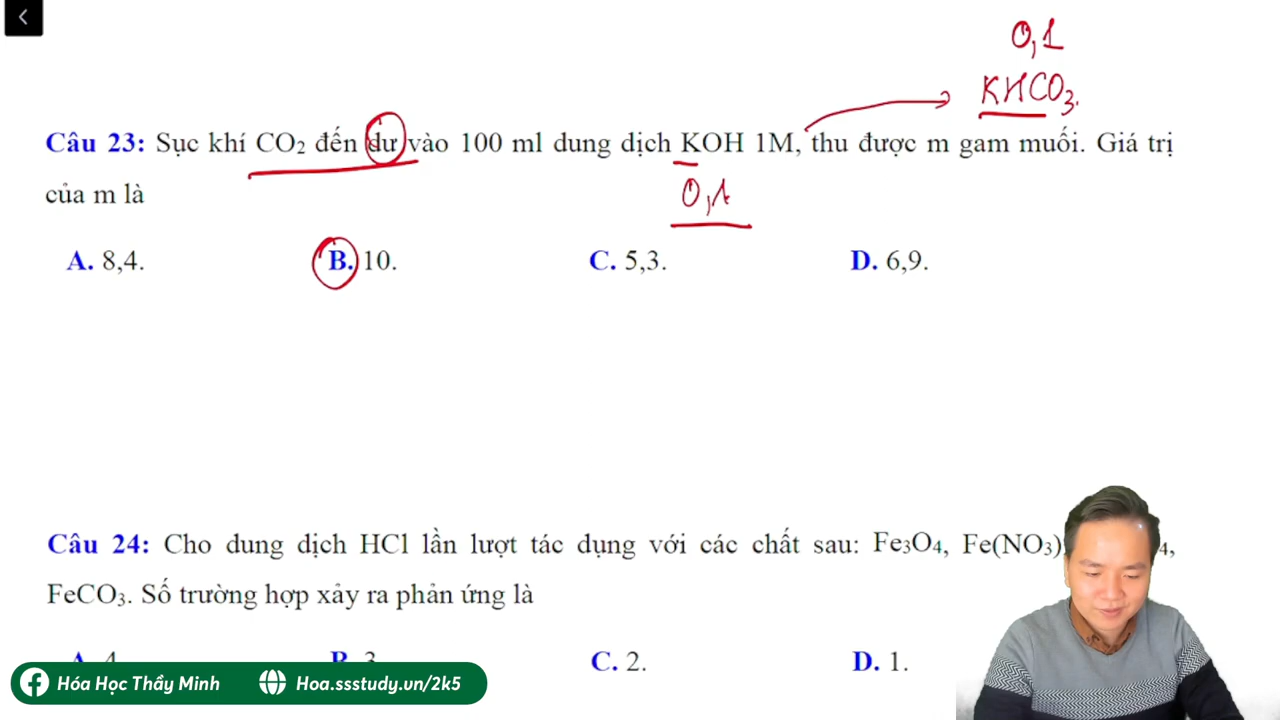 0,1
KHCO3.
Câu 23: Sục khí CO₂ đến dư vào 100 ml dung dịch KOH 1M, thu được m gam muối. Giá trị
của m là
0,1
A. 8,4. B. 10. C. 5,3. D. 6,9.
Câu 24: Cho dung dịch HCl lần lượt tác dụng với các chất sau: Fe₃O₄, Fe(NO₃) ₄,
FeCO₃. Số trường hợp xảy ra phản ứng là
A. 4 B. 3 C. 2. D. 1.
Hóa Học Thầy Minh Hoa.ssstudy.vn/2k5